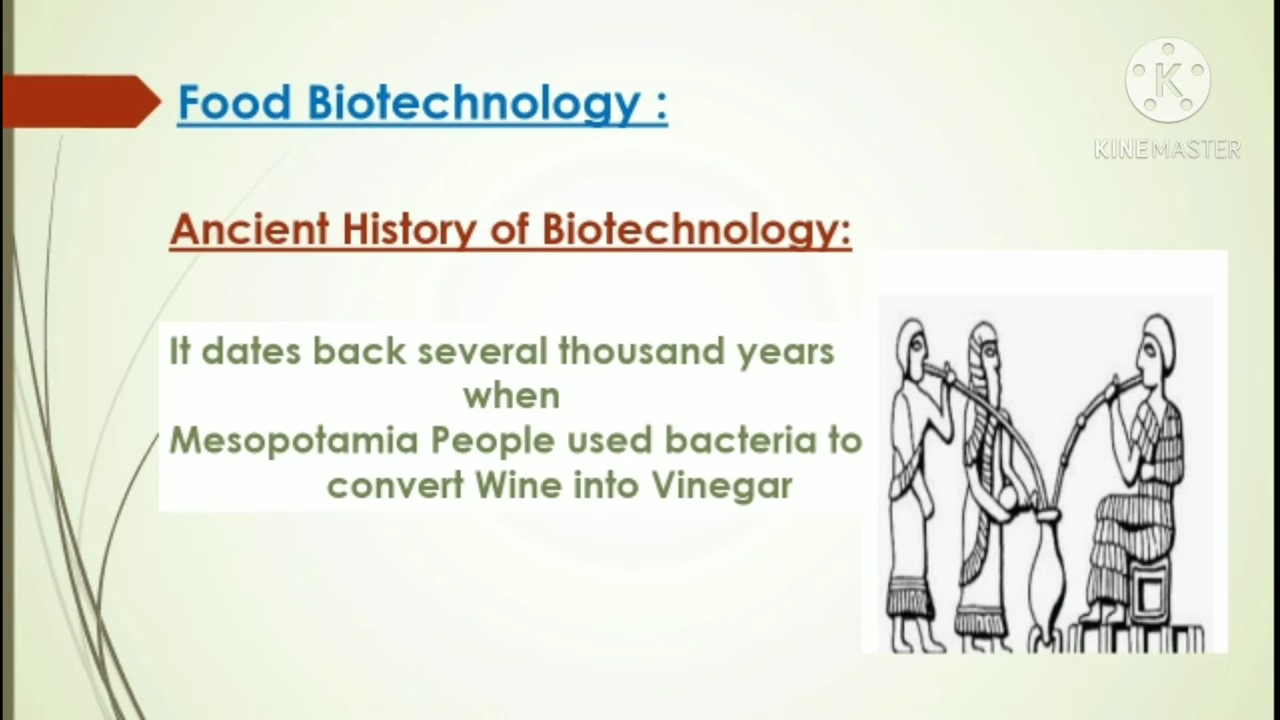 Food Biotechnology :
K
KINEMASTER
Ancient History of Biotechnology:
It dates back several thousand years
when
Mesopotamia People used bacteria to
convert Wine into Vinegar